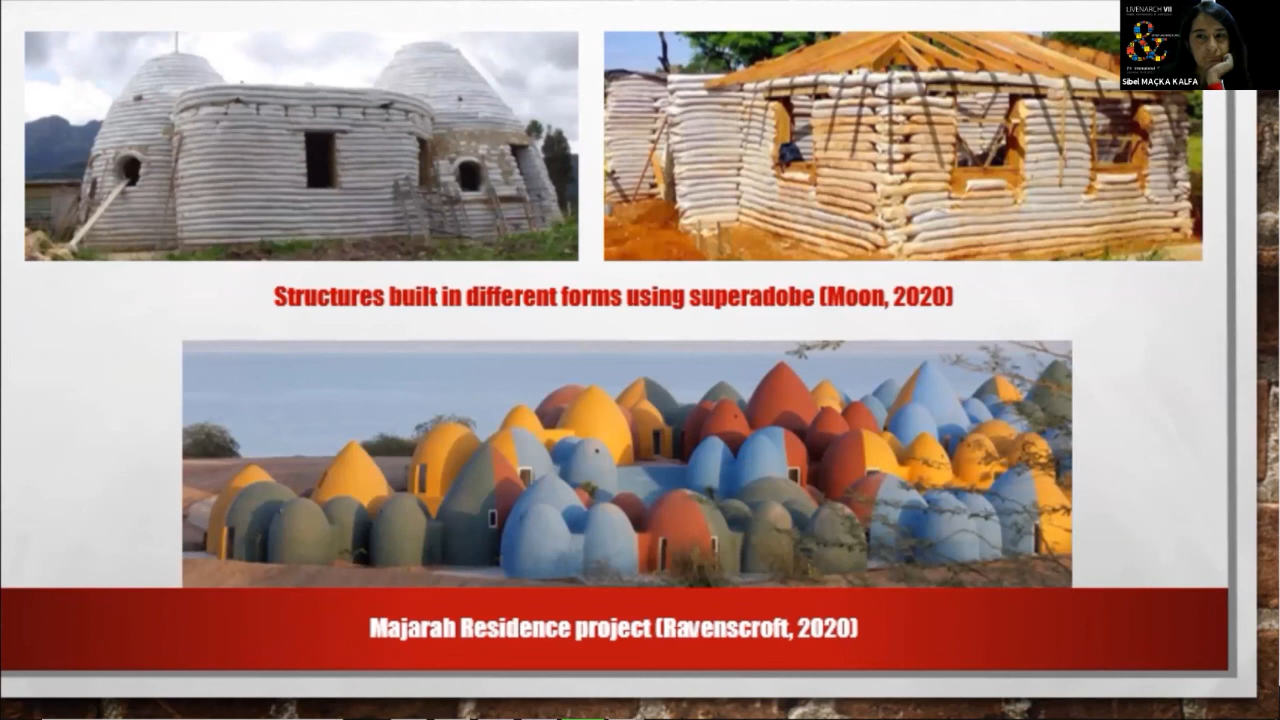 LIVENARCH VII
Sibel MAÇKA KALFA
Structures built in different forms using superadobe (Moon, 2020)
Majarah Residence project (Ravenscroft, 2020)